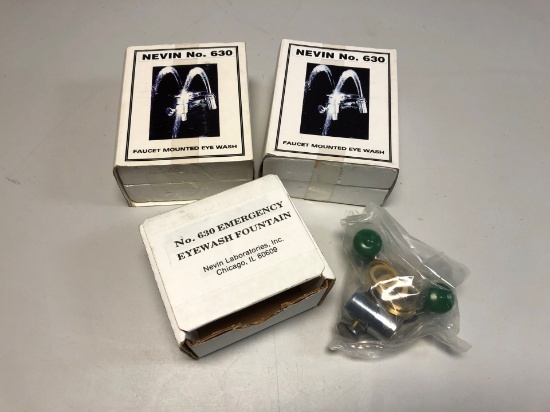 NEVIN No. 630
FAUCET MOUNTED EYE WASH
NEVIN No. 630
FAUCET MOUNTED EYE WASH
No. 630 EMERGENCY
EYEWASH FOUNTAIN
Nevin Laboratories, Inc.
Chicago, IL 60609